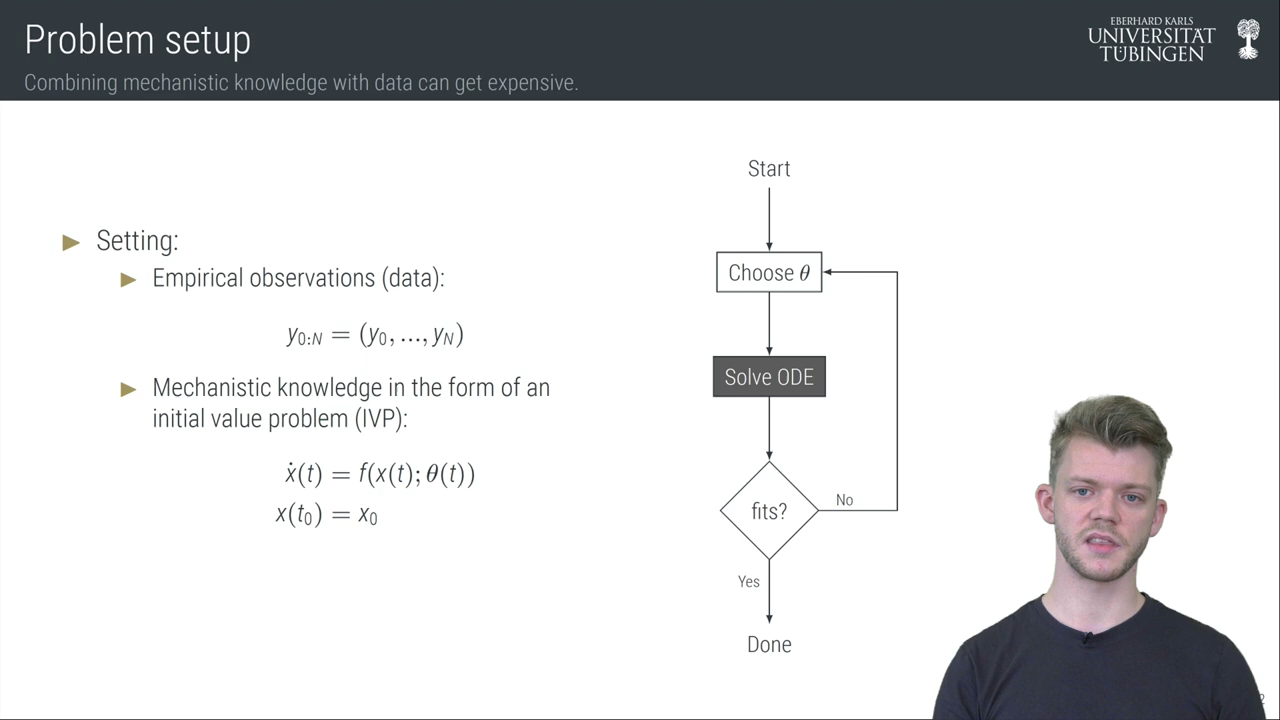 Problem setup
Combining mechanistic knowledge with data can get expensive.
EBERHARD KARLS
UNIVERSITÄT
TÜBINGEN
Setting:
Empirical observations (data):
y₀:N = (y₀, ..., yN)
Mechanistic knowledge in the form of an
initial value problem (IVP):
ẋ(t) = f(x(t); θ(t))
x(t₀) = x₀
Start
Choose θ
Solve ODE
fits?
No
Yes
Done
2